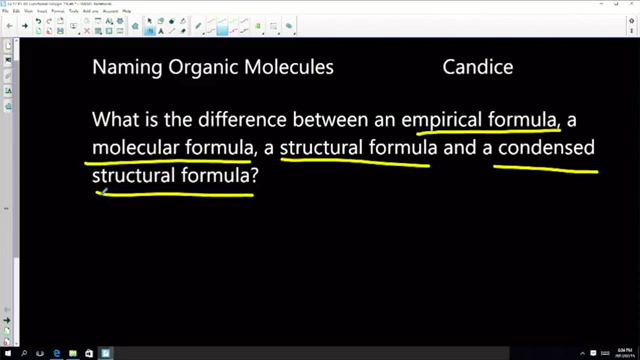 Naming Organic Molecules Candice
What is the difference between an empirical formula, a
molecular formula, a structural formula and a condensed
structural formula?